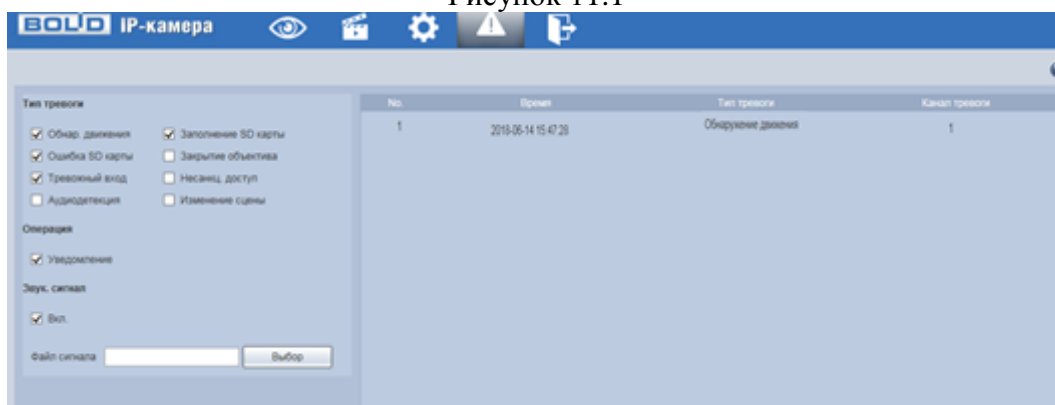 Рисунок 11.1
BOLID IP-камера
Тип тревоги
Обнар. движения Заполнение SD карты
Ошибка SD карты Закрытие объектива
Тревожный вход Несанкц. доступ
Аудиодетекция Изменение сцены
Операция
Уведомление
Звук. сигнал
Вкл.
Файл сигнала Выбор
No. Время Тип тревоги Канал тревоги
1 2018-06-14 15:47:28 Обнаружение движения 1